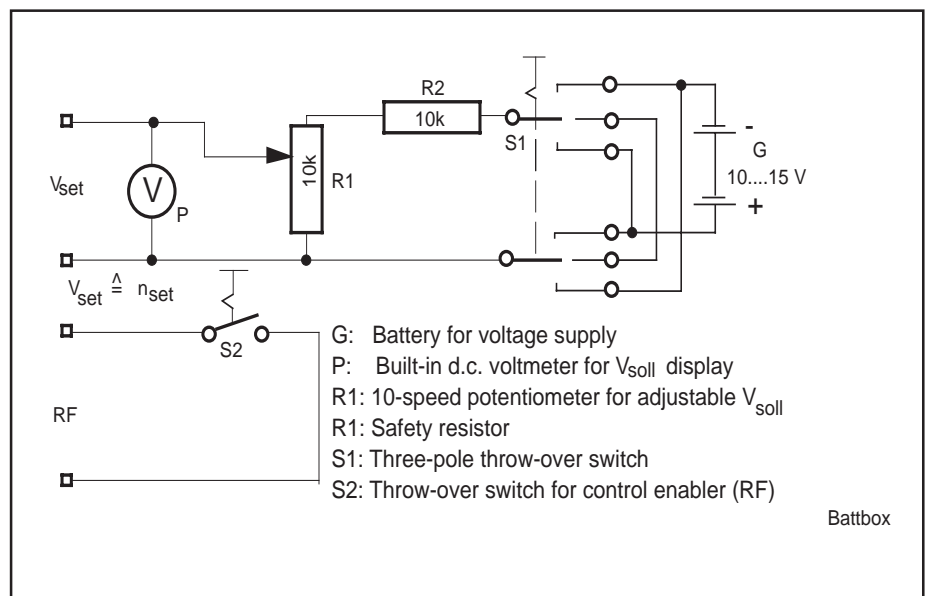 R2
10k
S1
10k
R1
V
P
Vset
- G
10....15 V
+
Vset ≙ nset
S2
RF
G: Battery for voltage supply
P: Built-in d.c. voltmeter for Vsoll display
R1: 10-speed potentiometer for adjustable Vsoll
R1: Safety resistor
S1: Three-pole throw-over switch
S2: Throw-over switch for control enabler (RF)
Battbox